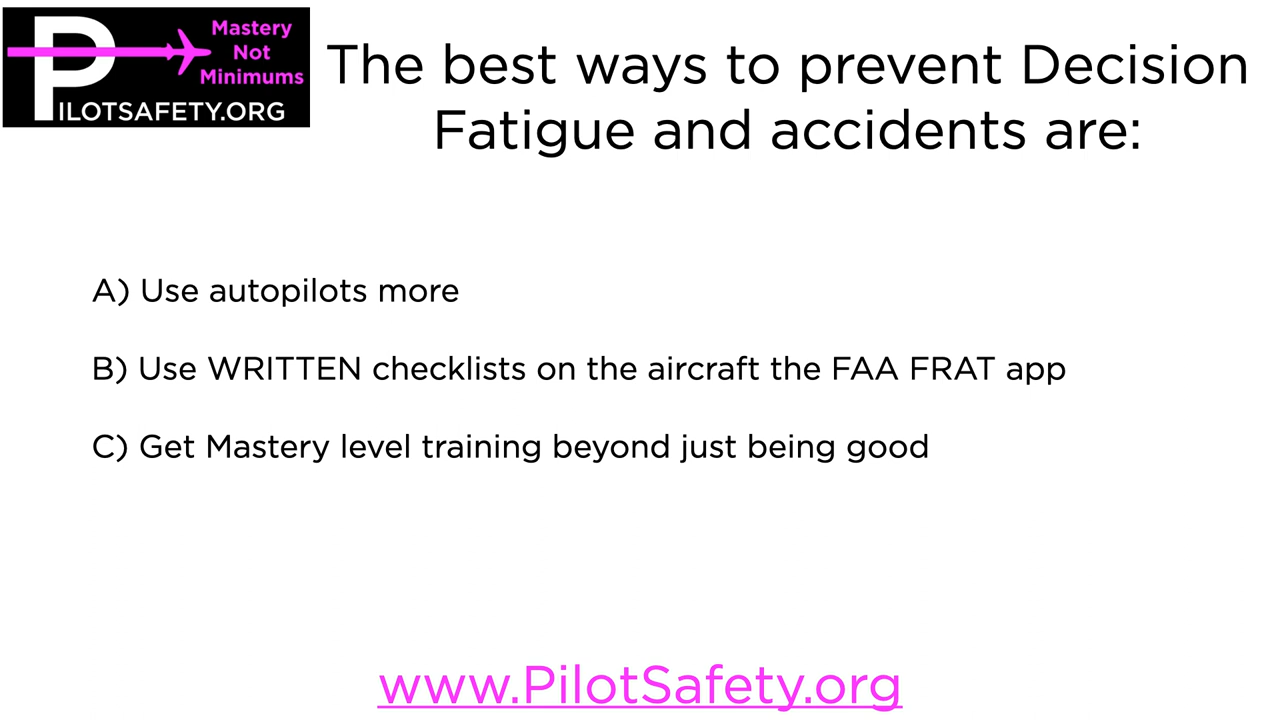 Mastery
Not
Minimums
PILOTSAFETY.ORG
The best ways to prevent Decision
Fatigue and accidents are:
A) Use autopilots more
B) Use WRITTEN checklists on the aircraft the FAA FRAT app
C) Get Mastery level training beyond just being good
www.PilotSafety.org